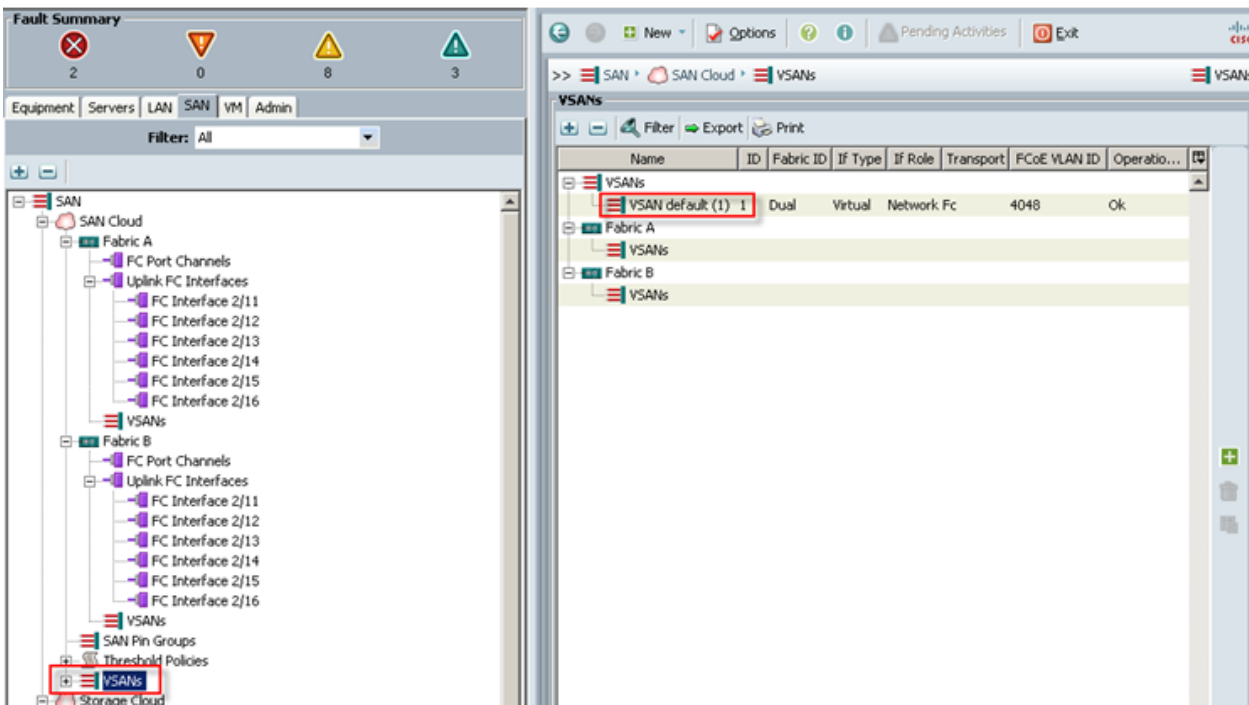 Fault Summary
2 0 8 3
Equipment Servers LAN SAN VM Admin
Filter: All
SAN
SAN Cloud
Fabric A
FC Port Channels
Uplink FC Interfaces
FC Interface 2/11
FC Interface 2/12
FC Interface 2/13
FC Interface 2/14
FC Interface 2/15
FC Interface 2/16
VSANs
Fabric B
FC Port Channels
Uplink FC Interfaces
FC Interface 2/11
FC Interface 2/12
FC Interface 2/13
FC Interface 2/14
FC Interface 2/15
FC Interface 2/16
VSANs
SAN Pin Groups
Threshold Policies
VSANs
Storage Cloud
New Options Pending Activities Exit
>> SAN SAN Cloud VSANs VSANs
VSANs
Filter Export Print
Name ID Fabric ID If Type If Role Transport FCoE VLAN ID Operatio...
VSANs
VSAN default (1) 1 Dual Virtual Network Fc 4048 Ok
Fabric A
VSANs
Fabric B
VSANs